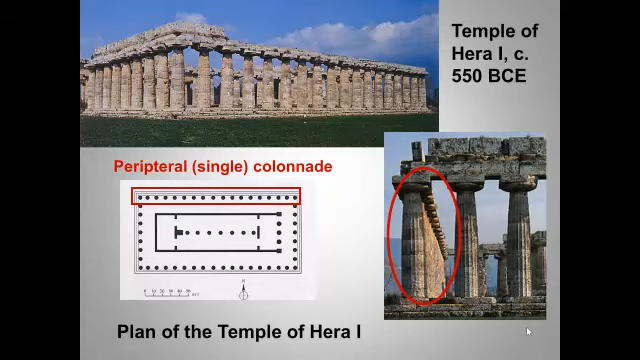 Temple of
Hera I, c.
550 BCE
Peripteral (single) colonnade
N
Plan of the Temple of Hera I